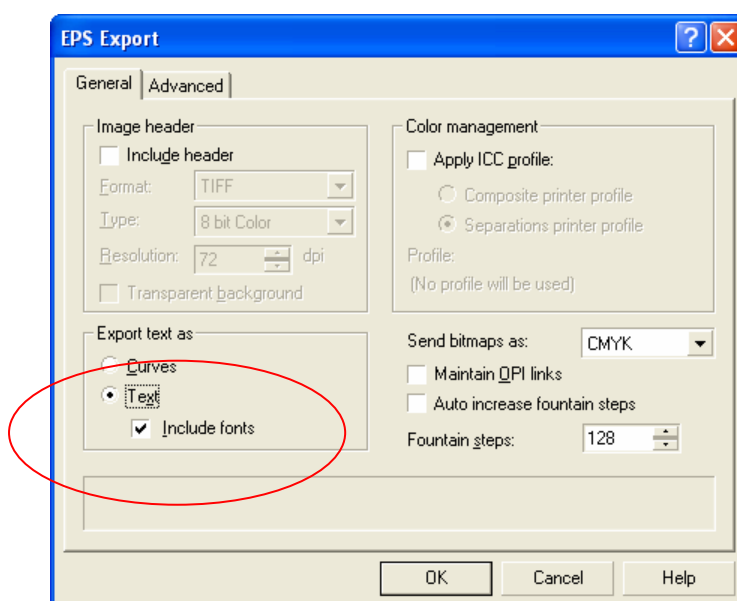 EPS Export
General
Advanced
Image header
Include header
Format: TIFF
Type: 8 bit Color
Resolution: 72 dpi
Transparent background
Export text as
Curves
Text
Include fonts
Color management
Apply ICC profile:
Composite printer profile
Separations printer profile
Profile:
(No profile will be used)
Send bitmaps as: CMYK
Maintain OPI links
Auto increase fountain steps
Fountain steps: 128
OK
Cancel
Help